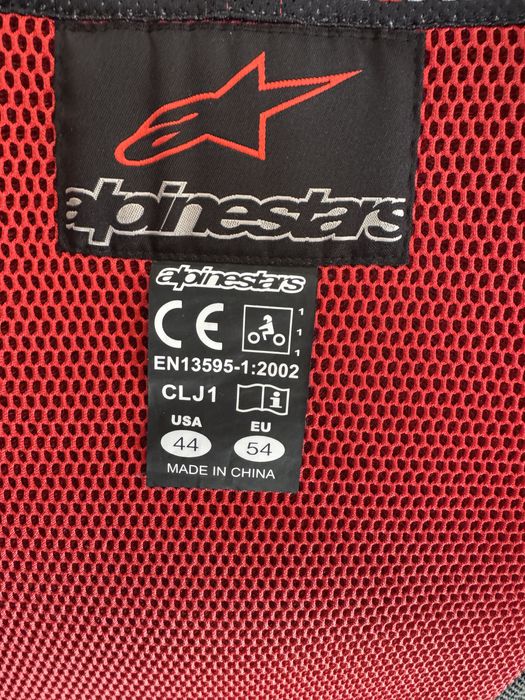 alpinestars
alpinestars
CE
1
1
1
EN13595-1:2002
CLJ1
i
USA EU
44 54
MADE IN CHINA